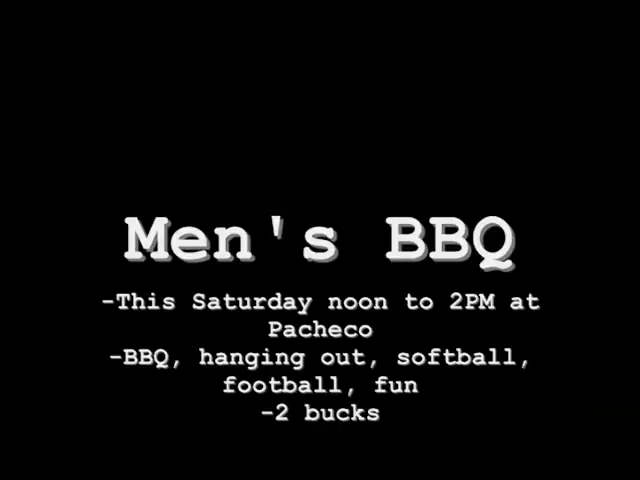 Men's BBQ
-This Saturday noon to 2PM at
Pacheco
-BBQ, hanging out, softball,
football, fun
-2 bucks